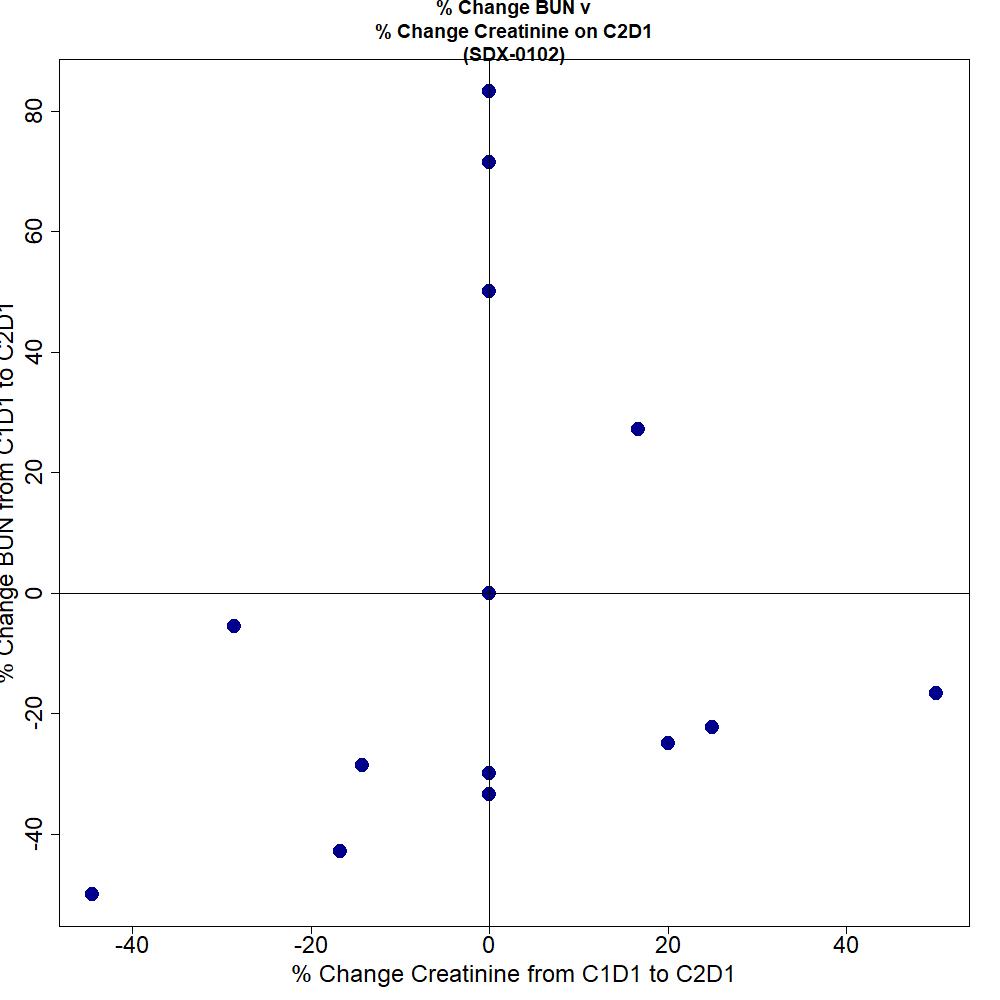 % Change BUN v
% Change Creatinine on C2D1
(SDX-0102)
% Change BUN from C1D1 to C2D1
80
60
40
20
0
-20
-40
-40
-20
0
20
40
% Change Creatinine from C1D1 to C2D1